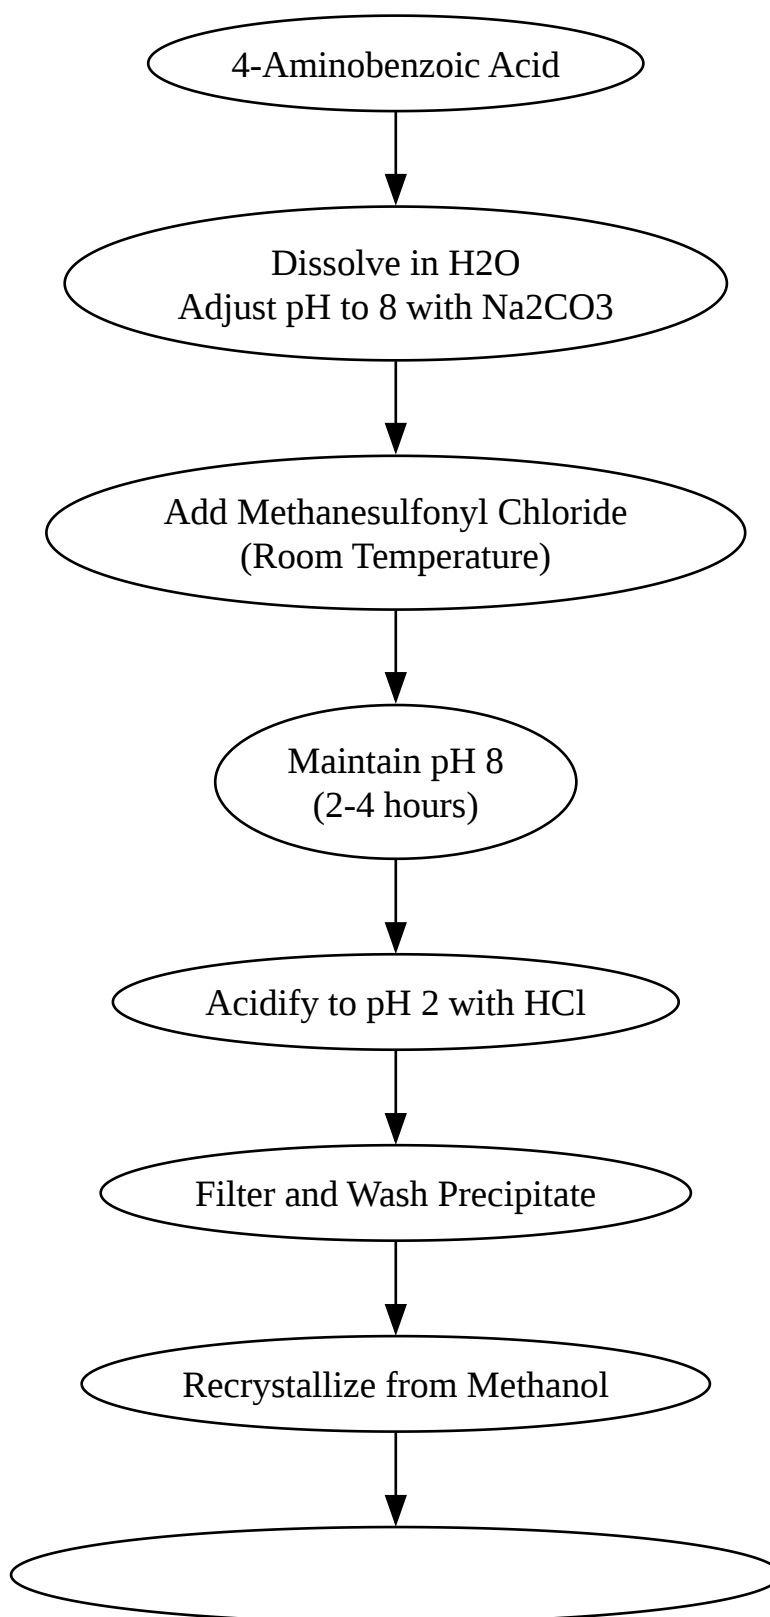 4-Aminobenzoic Acid
Dissolve in H2O
Adjust pH to 8 with Na2CO3
Add Methanesulfonyl Chloride
(Room Temperature)
Maintain pH 8
(2-4 hours)
Acidify to pH 2 with HCl
Filter and Wash Precipitate
Recrystallize from Methanol